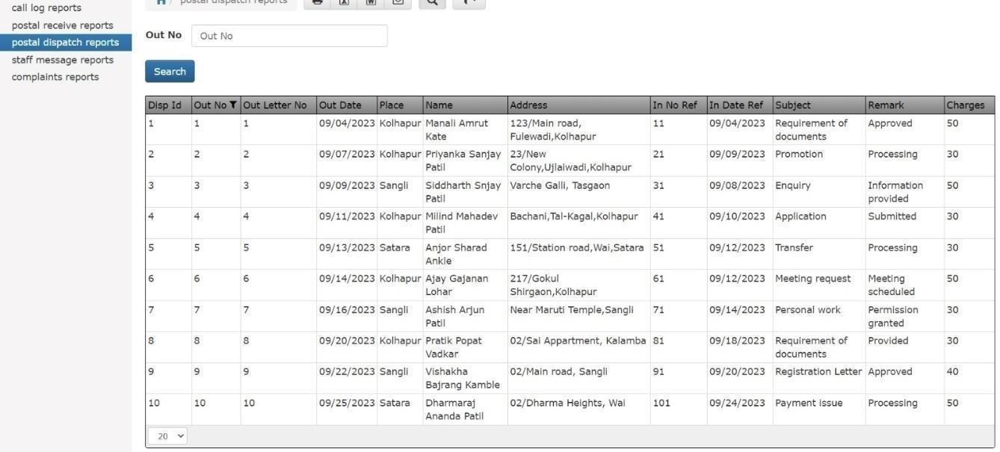 call log reports
postal receive reports
postal dispatch reports
staff message reports
complaints reports
/ postal dispatch reports
Out No Out No
Search
Disp Id Out No Out Letter No Out Date Place Name Address In No Ref In Date Ref Subject Remark Charges
1 1 1 09/04/2023 Kolhapur Manali Amrut 123/Main road, 11 09/04/2023 Requirement of Approved 50
Kate Fulewadi,Kolhapur documents
2 2 2 09/07/2023 Kolhapur Priyanka Sanjay 23/New 21 09/09/2023 Promotion Processing 30
Patil Colony,Ujlaiwadi,Kolhapur
3 3 3 09/09/2023 Sangli Siddharth Snjay Varche Galli, Tasgaon 31 09/08/2023 Enquiry Information 50
Patil provided
4 4 4 09/11/2023 Kolhapur Milind Mahadev Bachani,Tal-Kagal,Kolhapur 41 09/10/2023 Application Submitted 30
Patil
5 5 5 09/13/2023 Satara Anjor Sharad 151/Station road,Wai,Satara 51 09/12/2023 Transfer Processing 30
Ankle
6 6 6 09/14/2023 Kolhapur Ajay Gajanan 217/Gokul 61 09/12/2023 Meeting request Meeting 50
Lohar Shirgaon,Kolhapur scheduled
7 7 7 09/16/2023 Sangli Ashish Arjun Near Maruti Temple,Sangli 71 09/14/2023 Personal work Permission 30
Patil granted
8 8 8 09/20/2023 Kolhapur Pratik Popat 02/Sai Appartment, Kalamba 81 09/18/2023 Requirement of Provided 30
Vadkar documents
9 9 9 09/22/2023 Sangli Vishakha 02/Main road, Sangli 91 09/20/2023 Registration Letter Approved 40
Bajrang Kamble
10 10 10 09/25/2023 Satara Dharmaraj 02/Dharma Heights, Wai 101 09/24/2023 Payment issue Processing 50
Ananda Patil
20